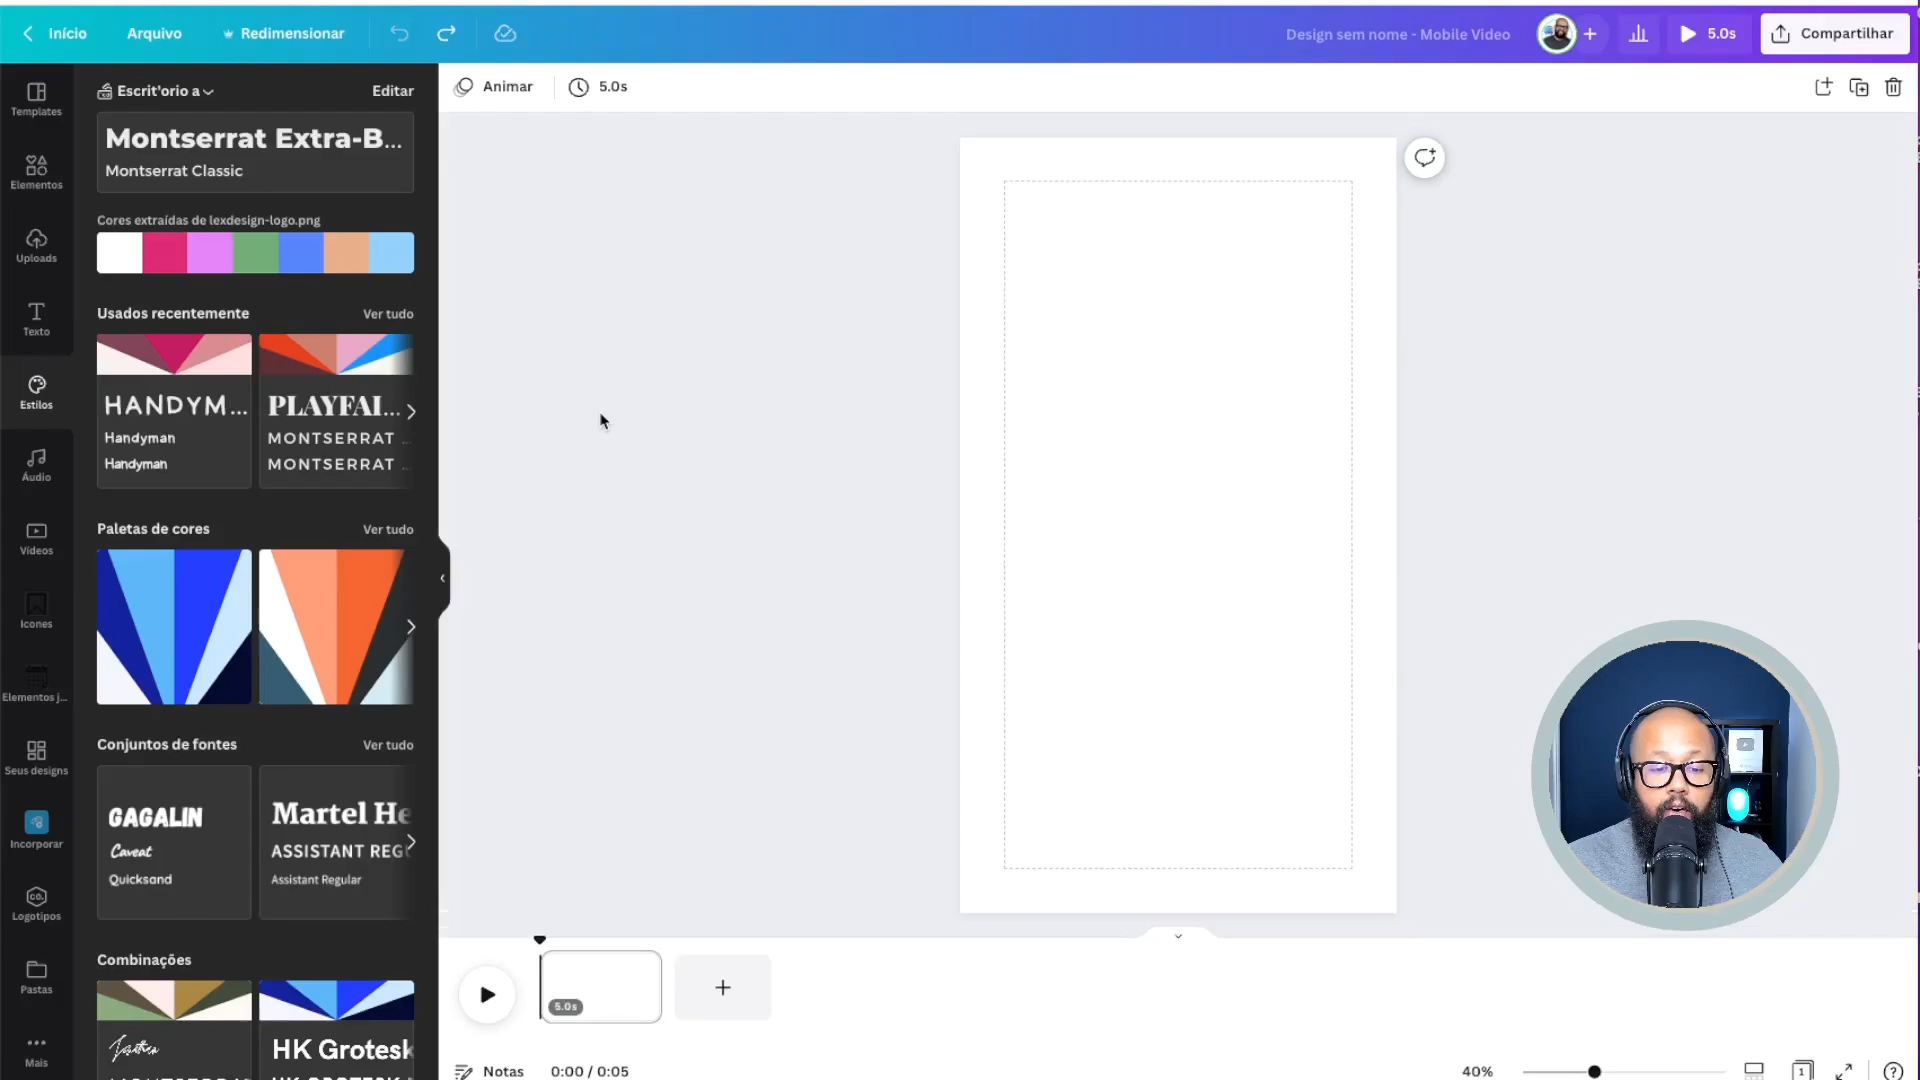 Início
Arquivo
Redimensionar
Design sem nome - Mobile Video
5.0s
Compartilhar
Templates
Elementos
Uploads
Texto
Estilos
Áudio
Vídeos
Icones
Elementos j...
Seus designs
Incorporar
Logotipos
Pastas
Mais
Escrit'orio a
Editar
Montserrat Extra-B...
Montserrat Classic
Cores extraídas de lexdesign-logo.png
Usados recentemente
Ver tudo
HANDYM...
Handyman
Handyman
PLAYFAI...
MONTSERRAT ...
MONTSERRAT ...
Paletas de cores
Ver tudo
Conjuntos de fontes
Ver tudo
GAGALIN
Caveat
Quicksand
Martel He
ASSISTANT REGU
Assistant Regular
Combinações
HK Grotesk
Animar
5.0s
5.0s
Notas
0:00 / 0:05
40%
1